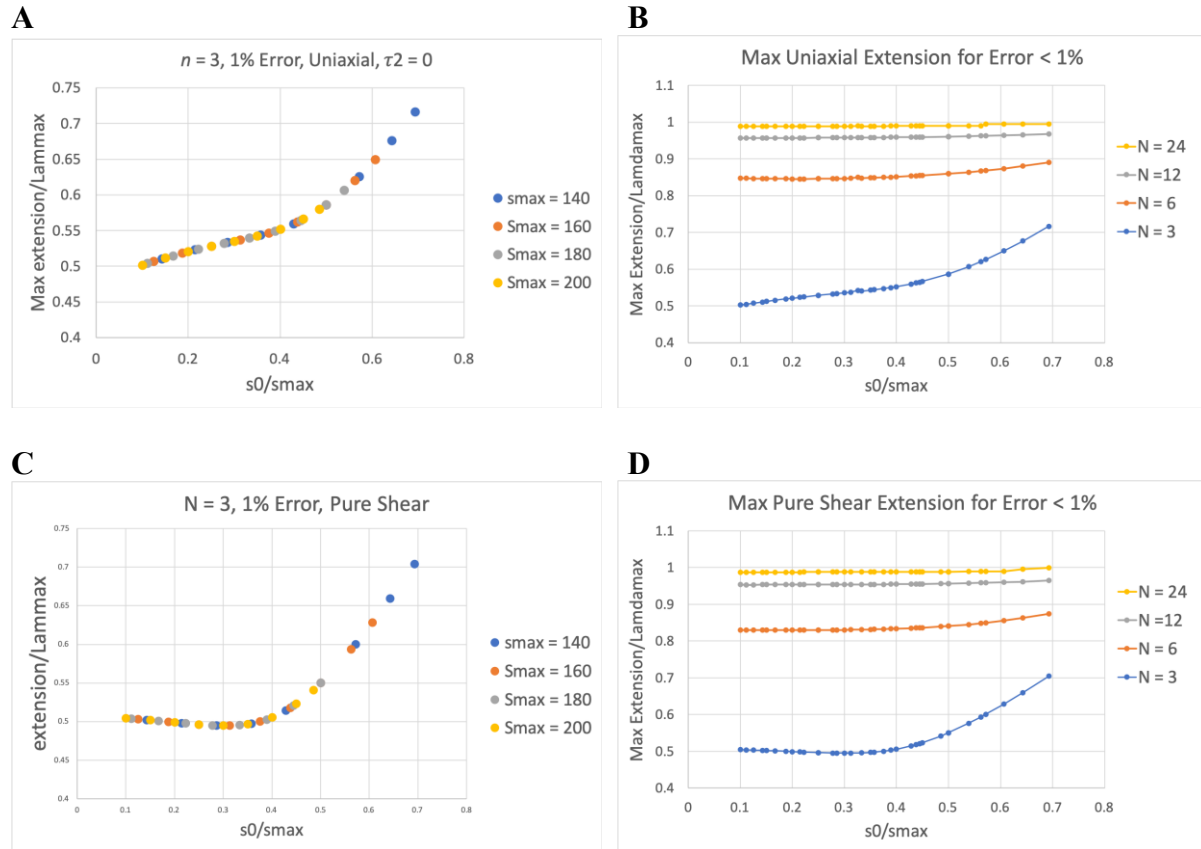 A
n = 3, 1% Error, Uniaxial, τ2 = 0
Max extension/Lammax
0.75
0.7
0.65
0.6
0.55
0.5
0.45
0.4
0 0.2 0.4 0.6 0.8
s0/smax
smax = 140
Smax = 160
Smax = 180
Smax = 200
B
Max Uniaxial Extension for Error < 1%
Max Extension/Lamdamax
1.1
1
0.9
0.8
0.7
0.6
0.5
0.4
0 0.1 0.2 0.3 0.4 0.5 0.6 0.7 0.8
s0/smax
N = 24
N =12
N = 6
N = 3
C
N = 3, 1% Error, Pure Shear
extension/Lammax
0.75
0.7
0.65
0.6
0.55
0.5
0.45
0.4
0 0.1 0.2 0.3 0.4 0.5 0.6 0.7 0.8
s0/smax
smax = 140
Smax = 160
Smax = 180
Smax = 200
D
Max Pure Shear Extension for Error < 1%
Max Extension/Lamdamax
1.1
1
0.9
0.8
0.7
0.6
0.5
0.4
0 0.1 0.2 0.3 0.4 0.5 0.6 0.7 0.8
s0/smax
N = 24
N =12
N = 6
N = 3